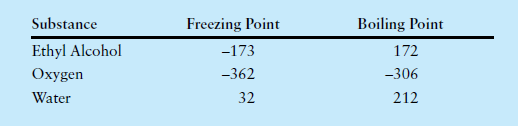 Substance Freezing Point Boiling Point
Ethyl Alcohol –173 172
Oxygen –362 –306
Water 32 212